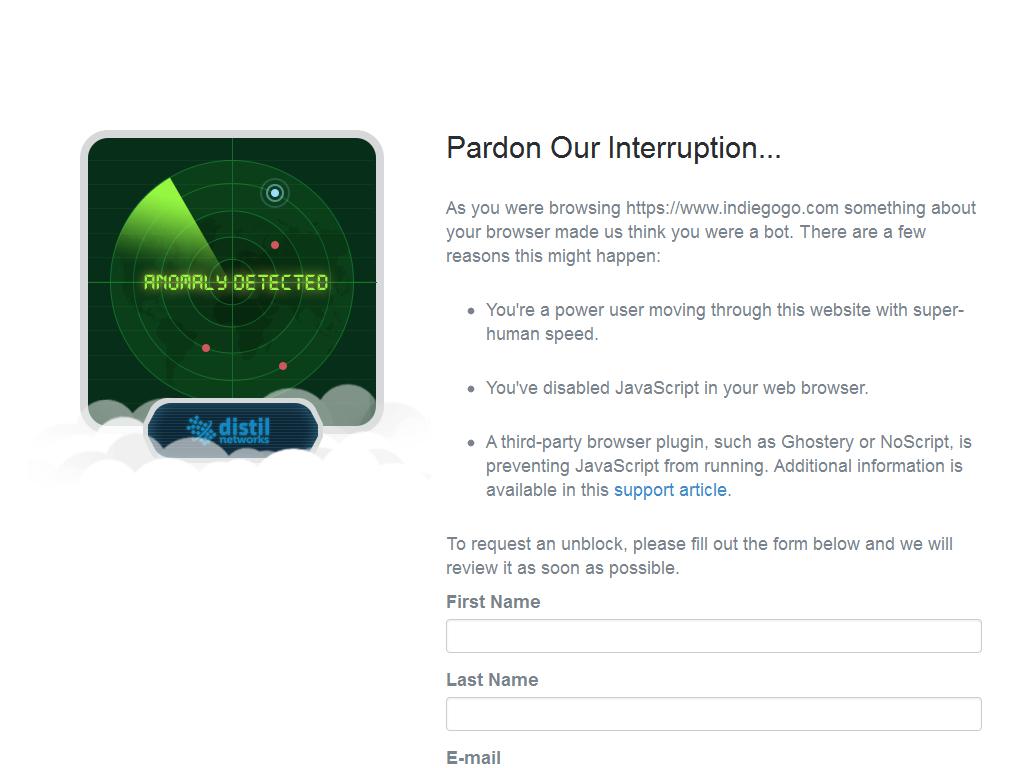 Pardon Our Interruption...
As you were browsing https://www.indiegogo.com something about
your browser made us think you were a bot. There are a few
reasons this might happen:
You're a power user moving through this website with super-
human speed.
You've disabled JavaScript in your web browser.
A third-party browser plugin, such as Ghostery or NoScript, is
preventing JavaScript from running. Additional information is
available in this support article.
To request an unblock, please fill out the form below and we will
review it as soon as possible.
First Name
Last Name
E-mail
ANOMALY DETECTED
distil
networks